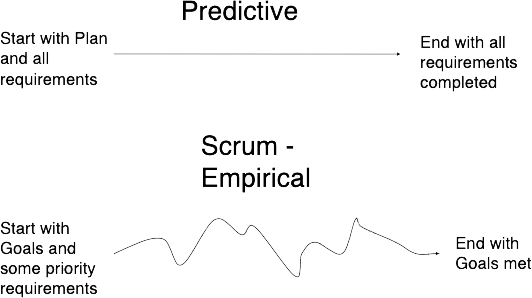 Predictive
Start with Plan
and all
requirements
End with all
requirements
completed
Scrum -
Empirical
Start with
Goals and
some priority
requirements
End with
Goals met